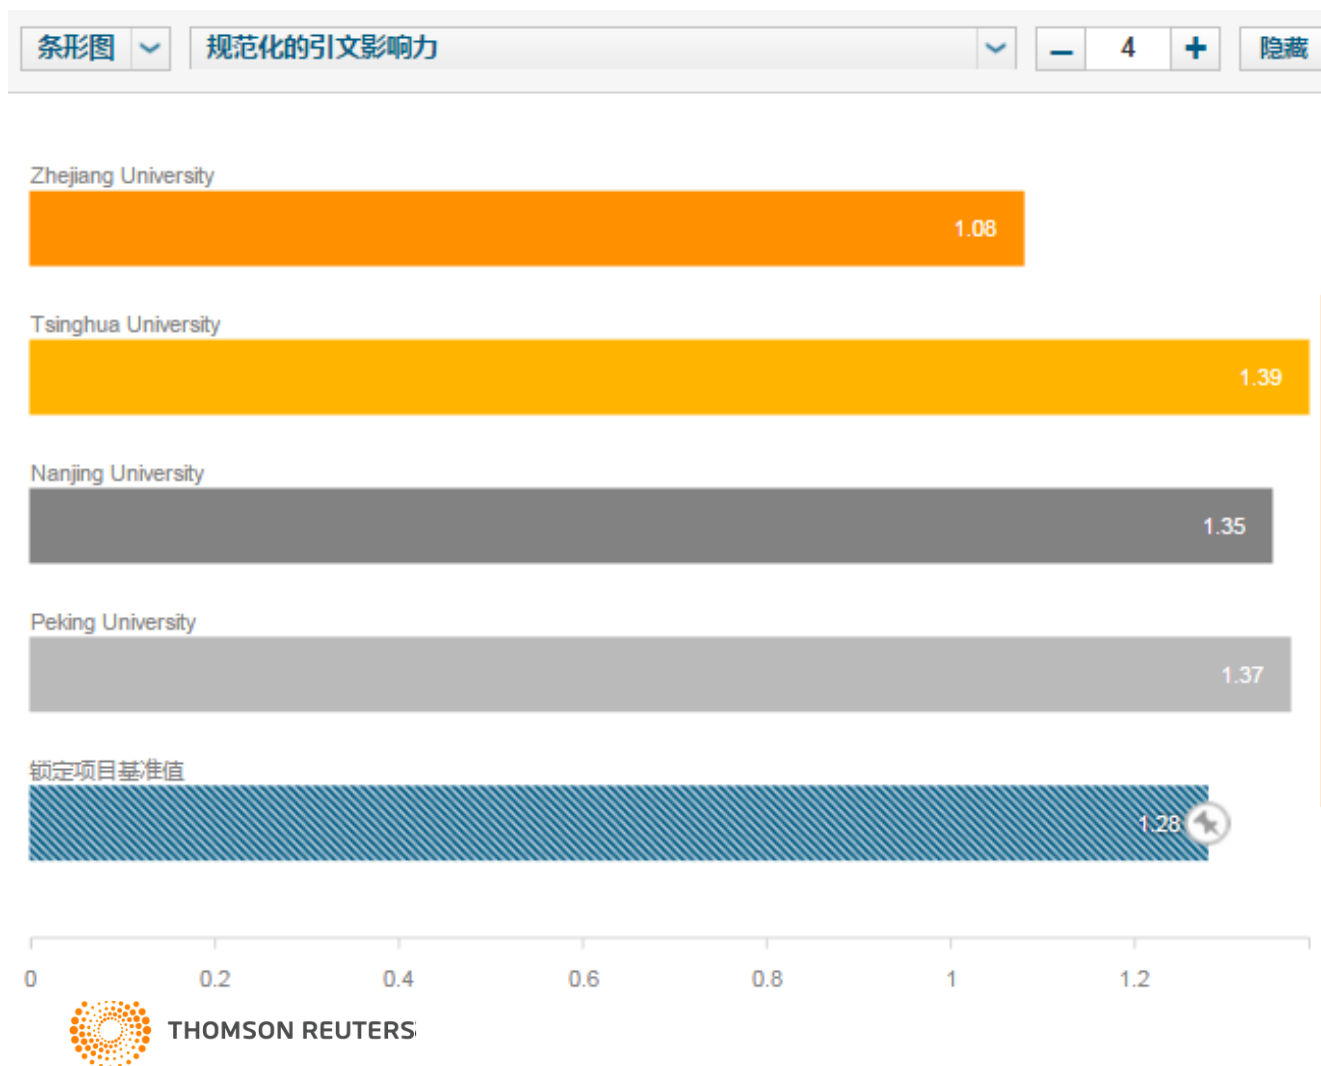 条形图 规范化的引文影响力 4 隐藏
Zhejiang University
1.08
Tsinghua University
1.39
Nanjing University
1.35
Peking University
1.37
锁定项目基准值
1.28
0 0.2 0.4 0.6 0.8 1 1.2
THOMSON REUTERS